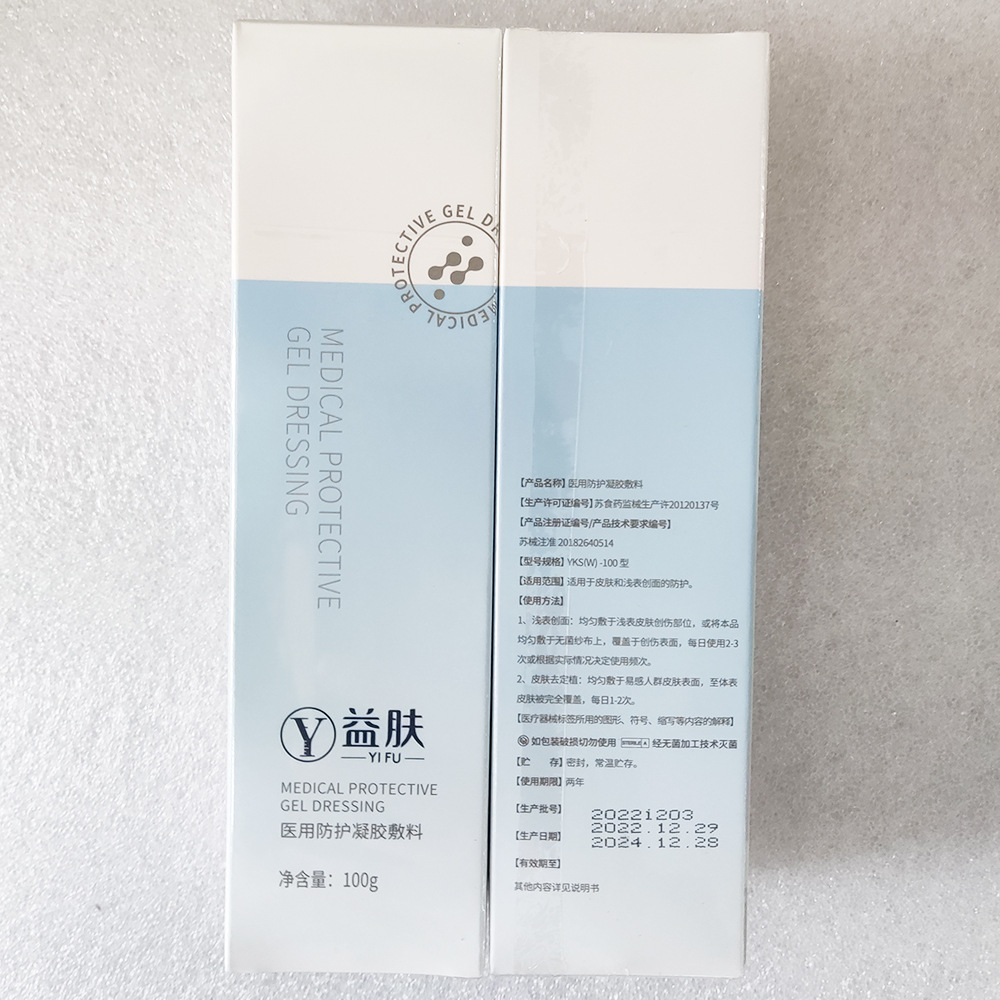 MEDICAL PROTECTIVE GEL DR
MEDICAL PROTECTIVE
GEL DRESSING
Y
益肤
YI FU
MEDICAL PROTECTIVE
GEL DRESSING
医用防护凝胶敷料
净含量：100g
【产品名称】医用防护凝胶敷料
【生产许可证编号】苏食药监械生产许20120137号
【产品注册证编号/产品技术要求编号】
苏械注准 20182640514
【型号规格】YKS(W) -100 型
【适用范围】适用于皮肤和浅表创面的防护。
【使用方法】
1、浅表创面：均匀敷于浅表皮肤创伤部位，或将本品
均匀敷于无菌纱布上，覆盖于创伤表面，每日使用2-3
次或根据实际情况决定使用频次。
2、皮肤去定植：均匀敷于易感人群皮肤表面，至体表
皮肤被完全覆盖，每日1-2次。
【医疗器械标签所用的图形、符号、缩写等内容的解释】
如包装破损切勿使用 STERILE A 经无菌加工技术灭菌
【贮 存】密封，常温贮存。
【使用期限】两年
【生产批号】 2022i203
【生产日期】 2022.12.29
2024.12.28
【有效期至】
其他内容详见说明书